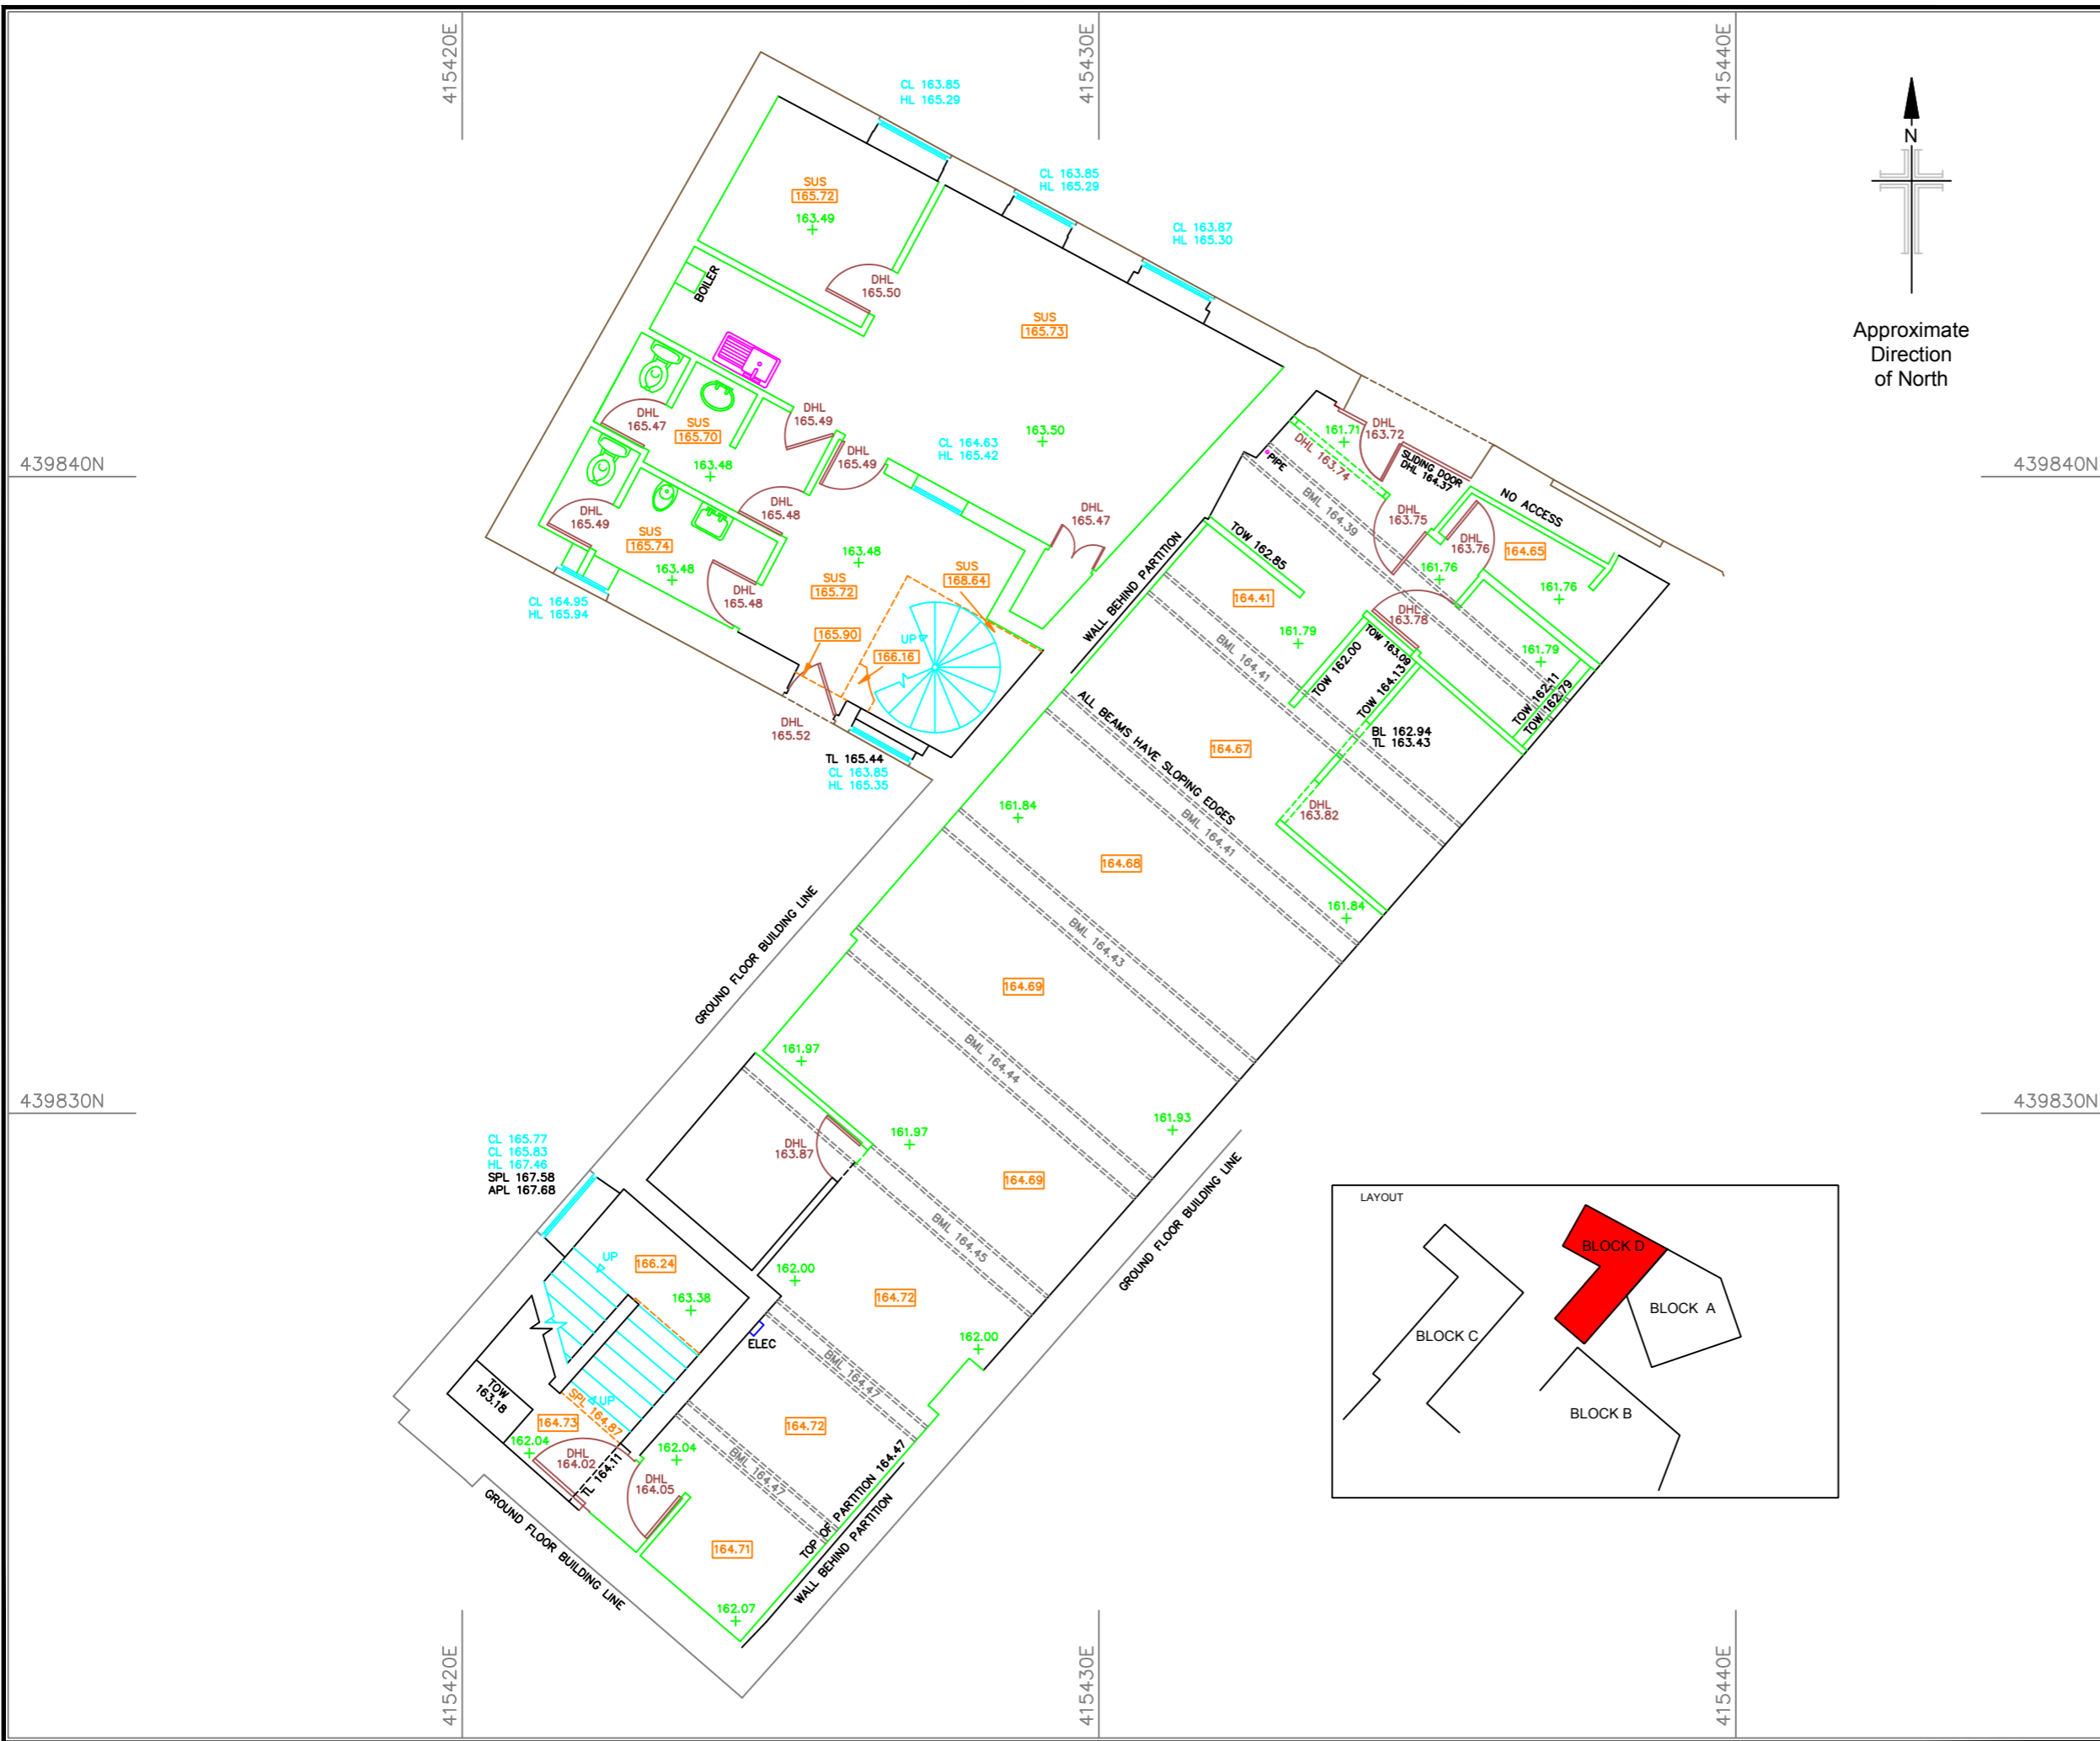 415420E
415430E
415440E
CL 163.85
HL 165.29
CL 163.85
HL 165.29
CL 163.87
HL 165.30
N
Approximate
Direction
of North
SUS
165.72
163.49
BOILER
DHL
165.50
SUS
165.73
DHL
165.47
SUS
165.70
163.48
DHL
165.49
DHL
165.49
CL 164.63
HL 165.42
163.50
439840N
439840N
161.71
DHL
163.72
DHL 163.74
SLIDING DOOR
DHL 164.37
PIPE
BML 164.39
NO ACCESS
DHL
165.49
SUS
165.74
163.48
DHL
165.48
DHL
165.48
163.48
SUS
165.72
SUS
168.64
DHL
165.47
CL 164.95
HL 165.94
165.90
166.16
UP
DHL
165.52
TL 165.44
CL 163.85
HL 165.35
WALL BEHIND PARTITION
TOW 162.85
DHL
163.75
DHL
163.76
164.65
161.76
161.76
164.41
161.79
DHL
163.78
161.79
BML 164.41
TOW 162.00
TOW 163.09
TOW 164.13
TOW 162.11
TOW 162.79
BL 162.94
TL 163.43
ALL BEAMS HAVE SLOPING EDGES
164.67
BML 164.41
DHL
163.82
161.84
164.68
161.84
GROUND FLOOR BUILDING LINE
BML 164.43
164.69
BML 164.44
161.97
439830N
439830N
161.97
161.93
DHL
163.87
164.69
CL 165.77
CL 165.83
HL 167.46
SPL 167.58
APL 167.68
BML 164.45
GROUND FLOOR BUILDING LINE
UP
166.24
163.38
162.00
164.72
ELEC
162.00
BML 164.47
TOW
163.18
SPL 164.87
UP
164.73
162.04
DHL
164.02
TL 164.11
162.04
DHL
164.05
164.72
BML 164.47
TOP OF PARTITION 164.47
WALL BEHIND PARTITION
164.71
162.07
GROUND FLOOR BUILDING LINE
LAYOUT
BLOCK D
BLOCK A
BLOCK C
BLOCK B
415420E
415430E
415440E